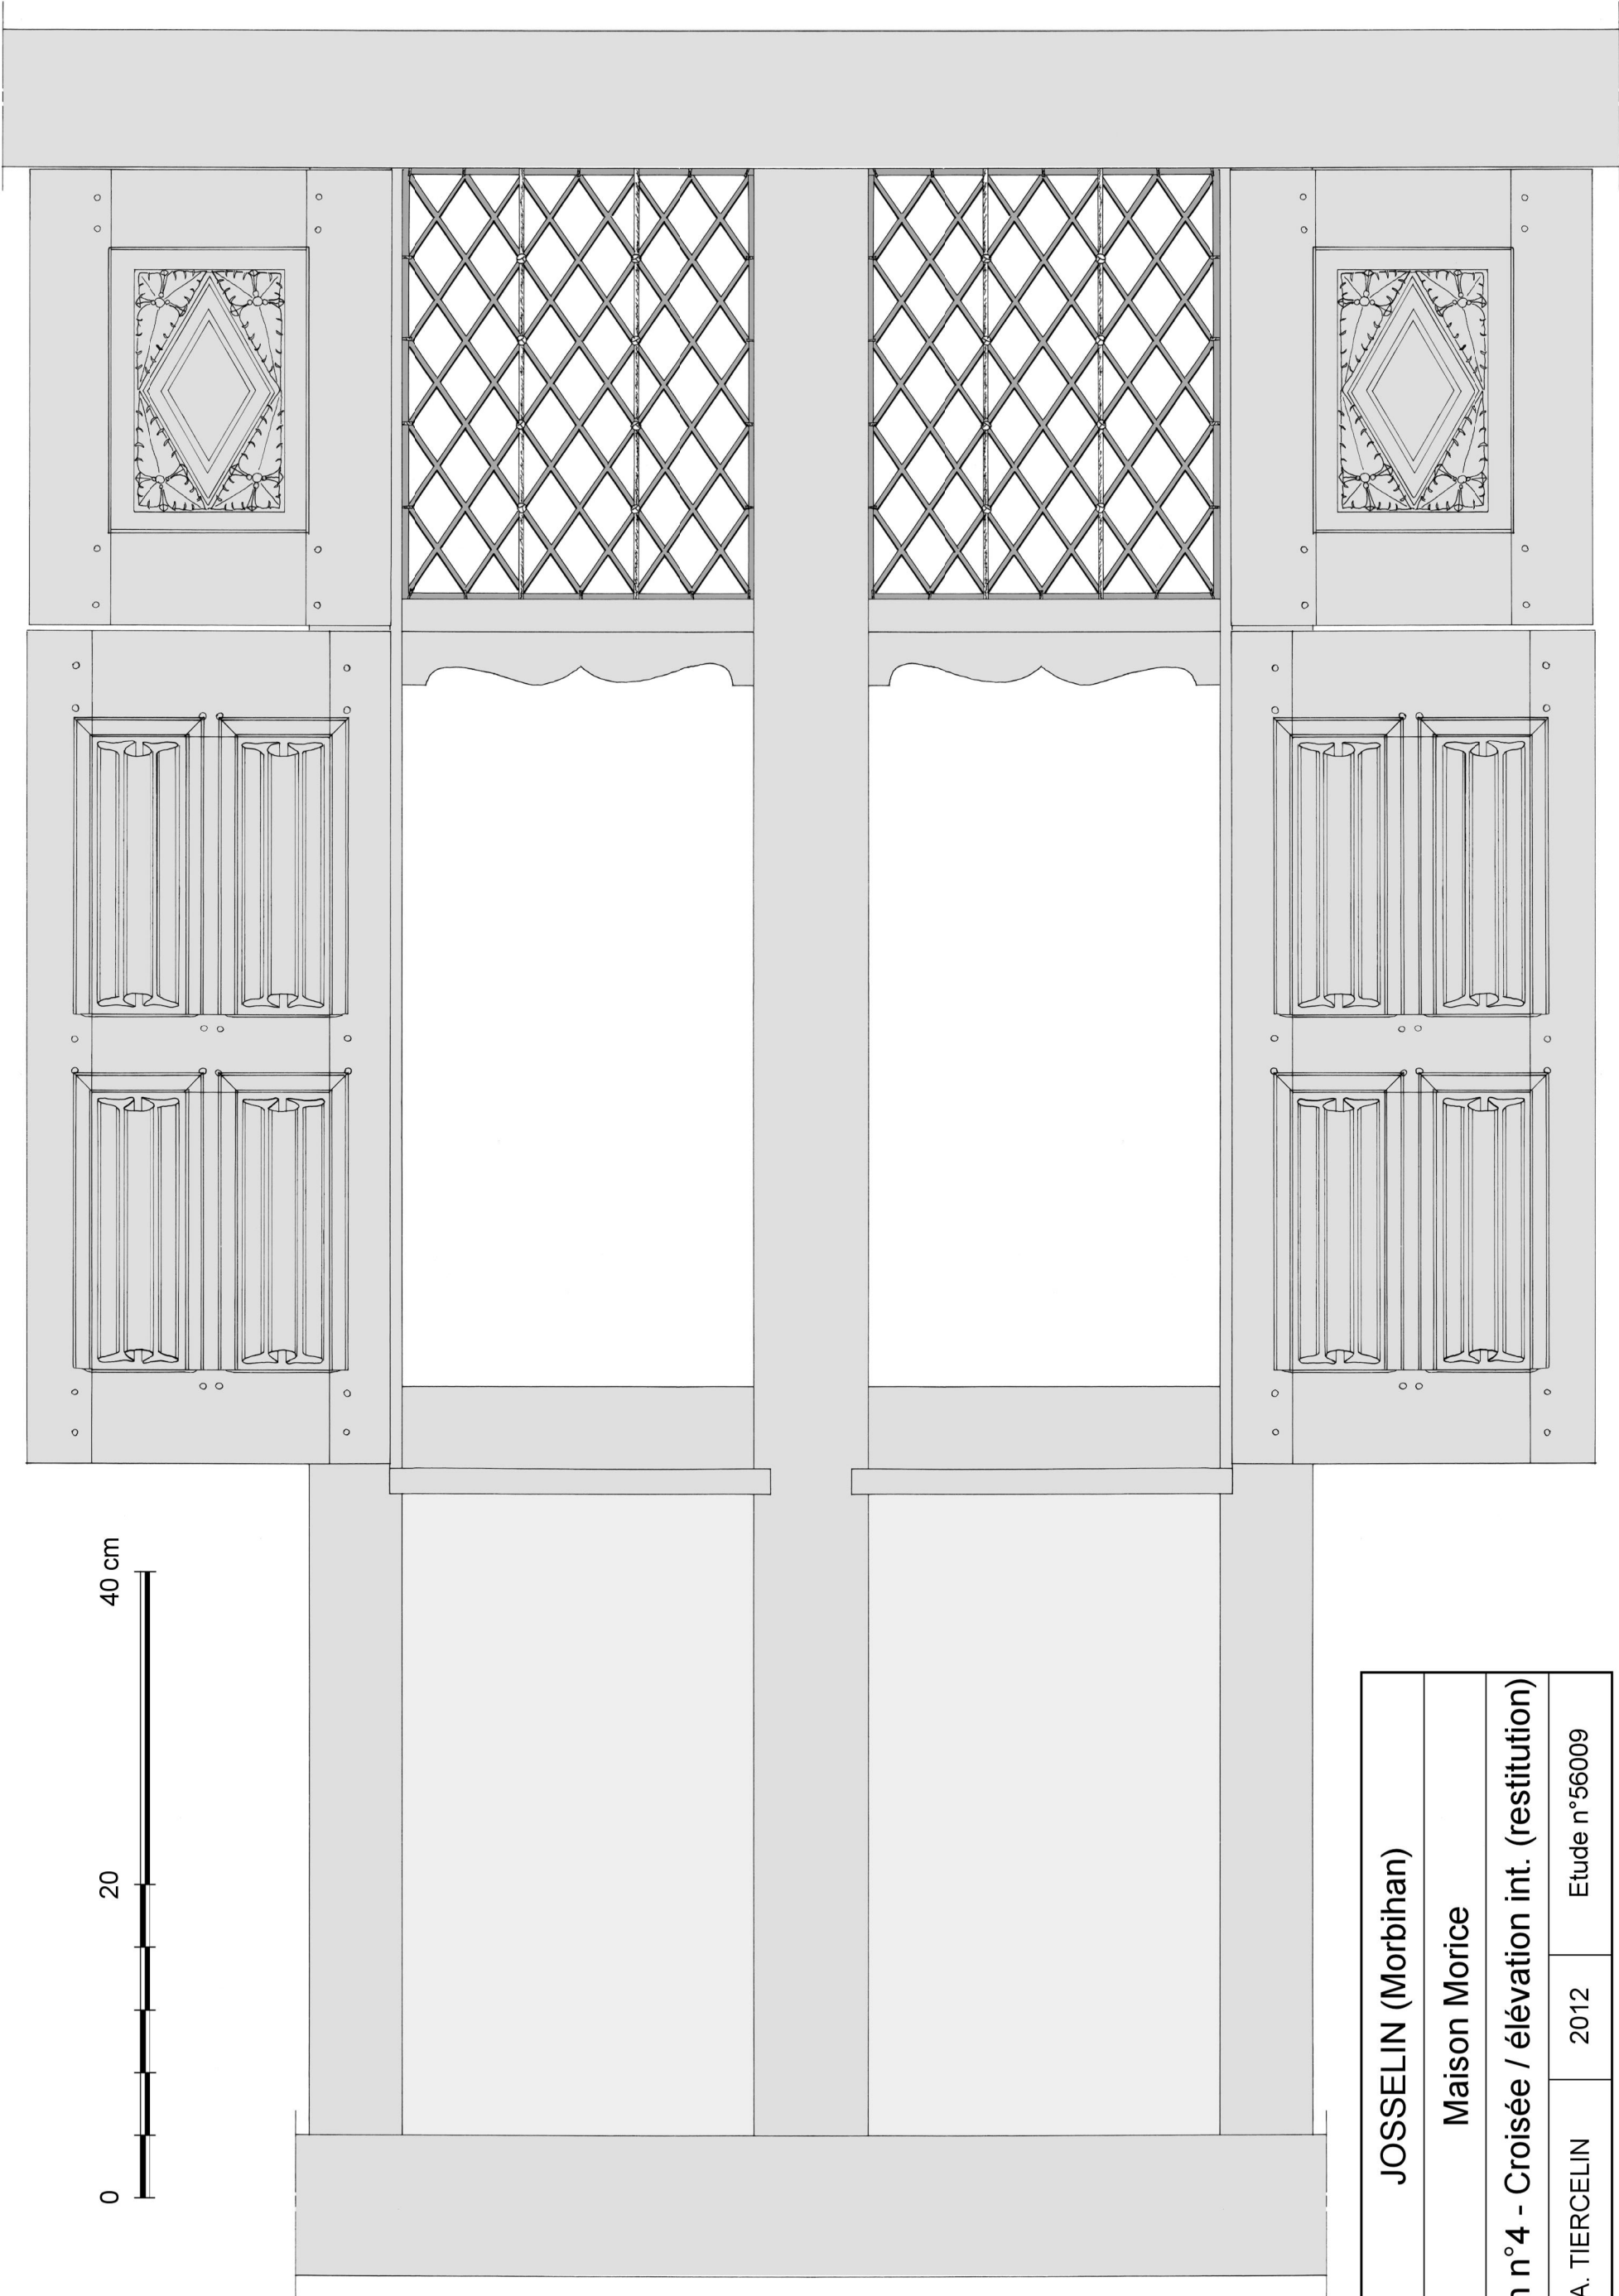 0 20 40 cm
JOSSELIN (Morbihan)
Maison Morice
n°4 - Croisée / élévation int. (restitution)
A. TIERCELIN 2012 Etude n°56009